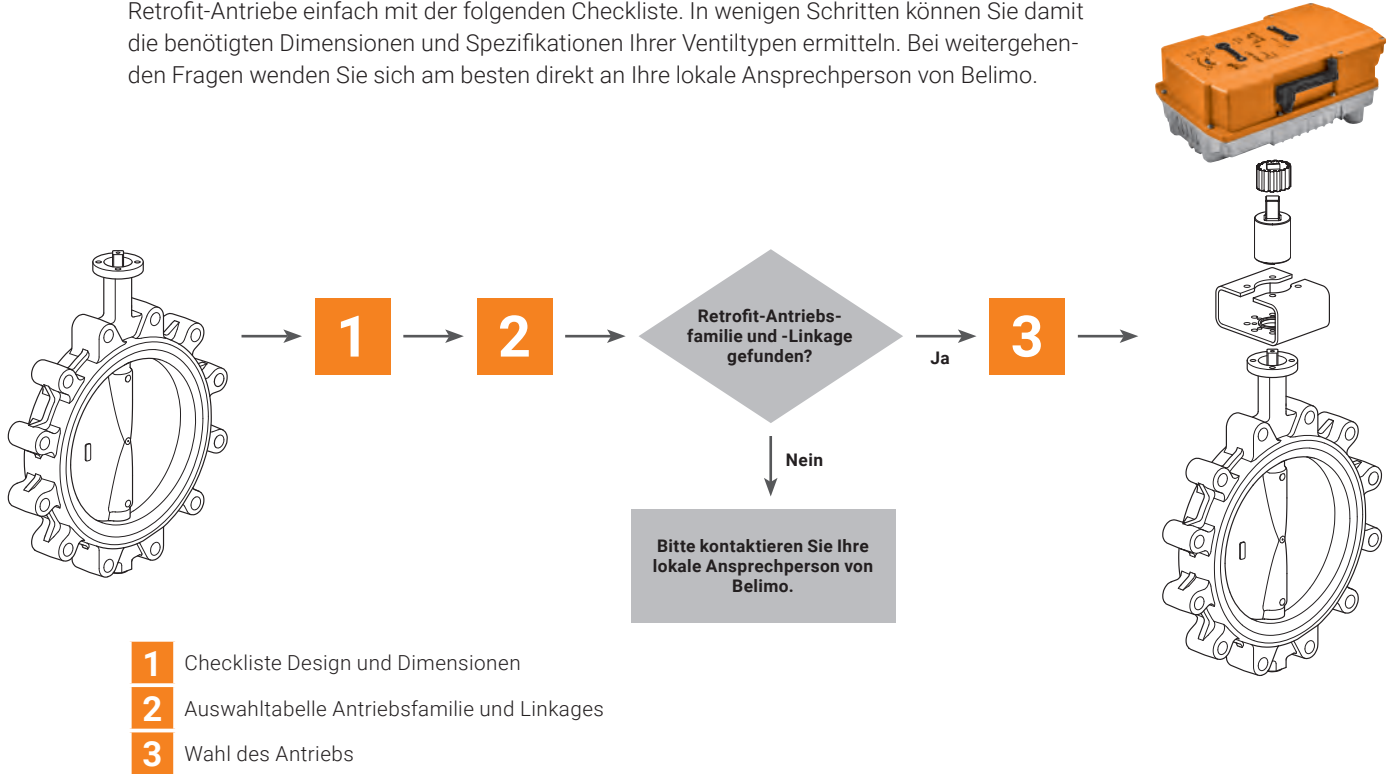 Retrofit-Antriebe einfach mit der folgenden Checkliste. In wenigen Schritten können Sie damit
die benötigten Dimensionen und Spezifikationen Ihrer Ventiltypen ermitteln. Bei weitergehen-
den Fragen wenden Sie sich am besten direkt an Ihre lokale Ansprechperson von Belimo.
1
2
Retrofit-Antriebs-
familie und -Linkage
gefunden?
Ja
3
Nein
Bitte kontaktieren Sie Ihre
lokale Ansprechperson von
Belimo.
1 Checkliste Design und Dimensionen
2 Auswahltabelle Antriebsfamilie und Linkages
3 Wahl des Antriebs